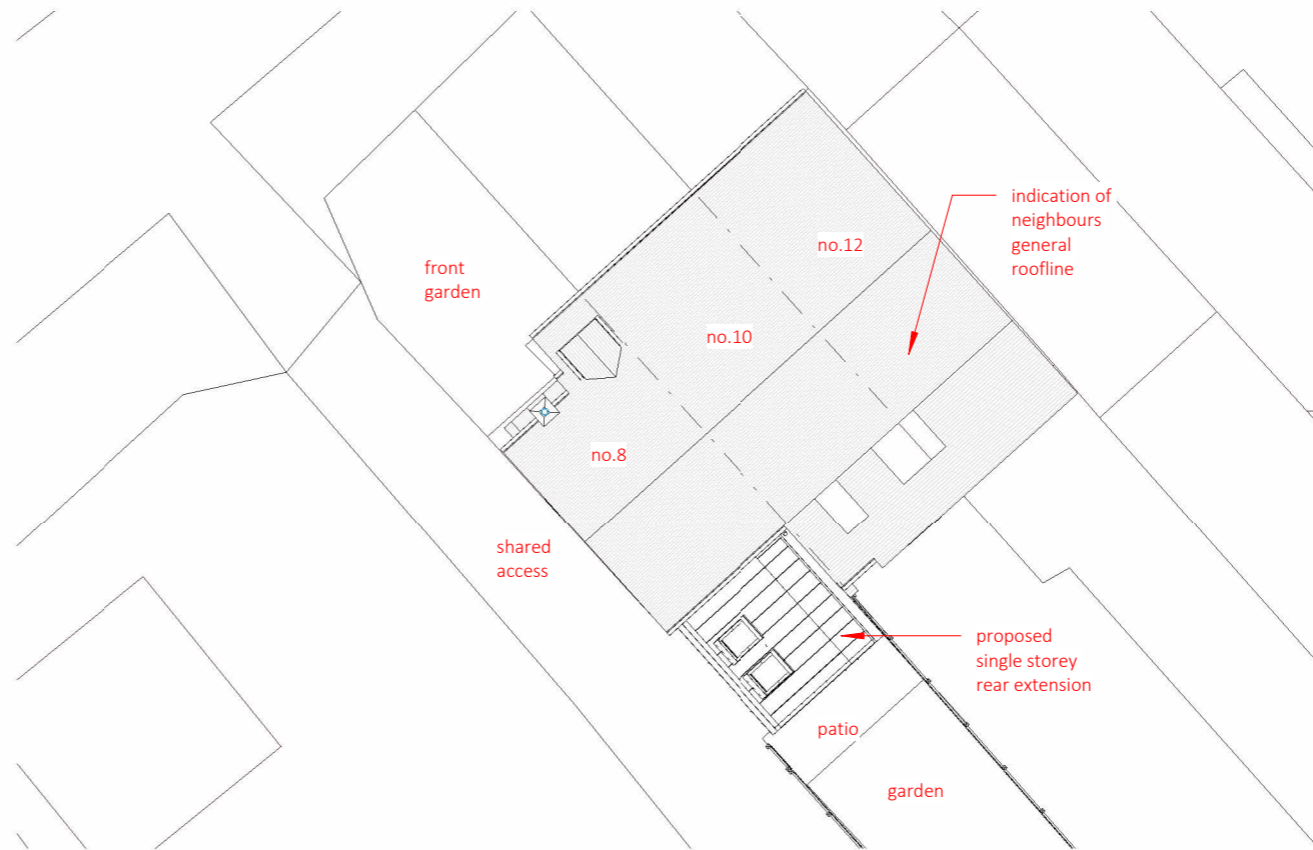 indication of
neighbours
general
roofline
no.12
front
garden
no.10
no.8
shared
access
proposed
single storey
rear extension
patio
garden